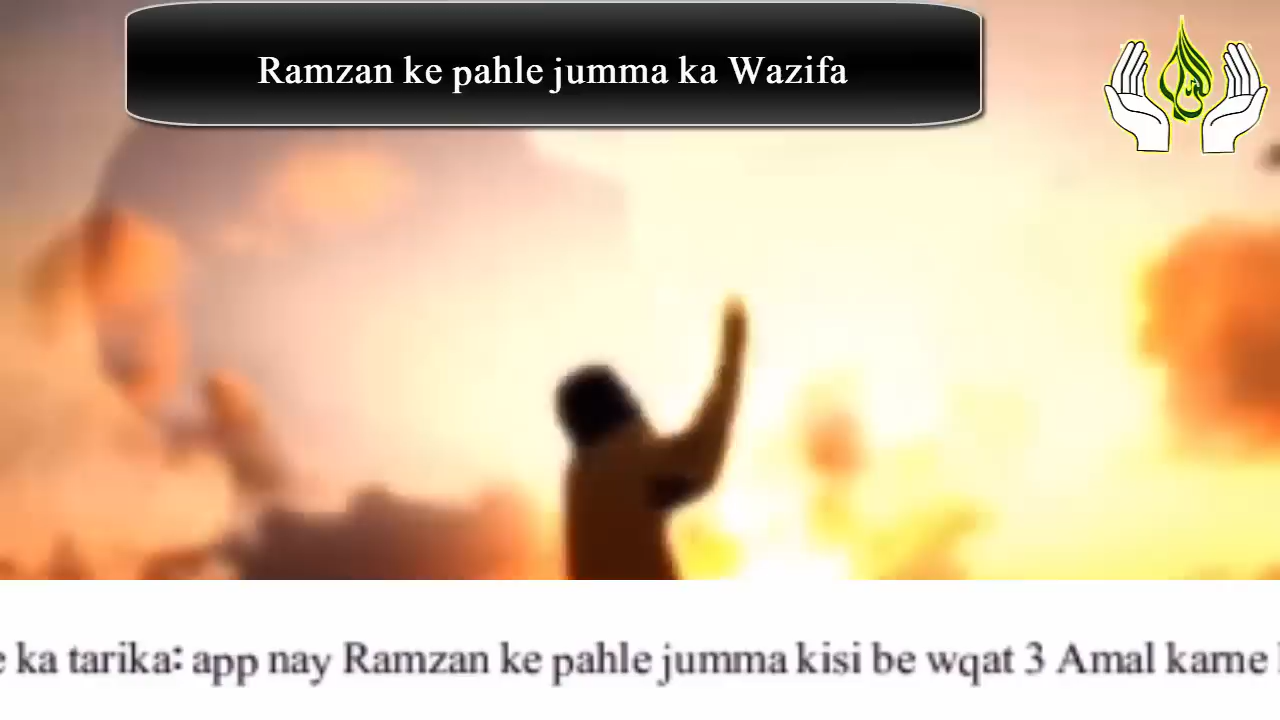 Ramzan ke pahle jumma ka Wazifa
ka tarika: app nay Ramzan ke pahle jumma kisi be wqat 3 Amal karne